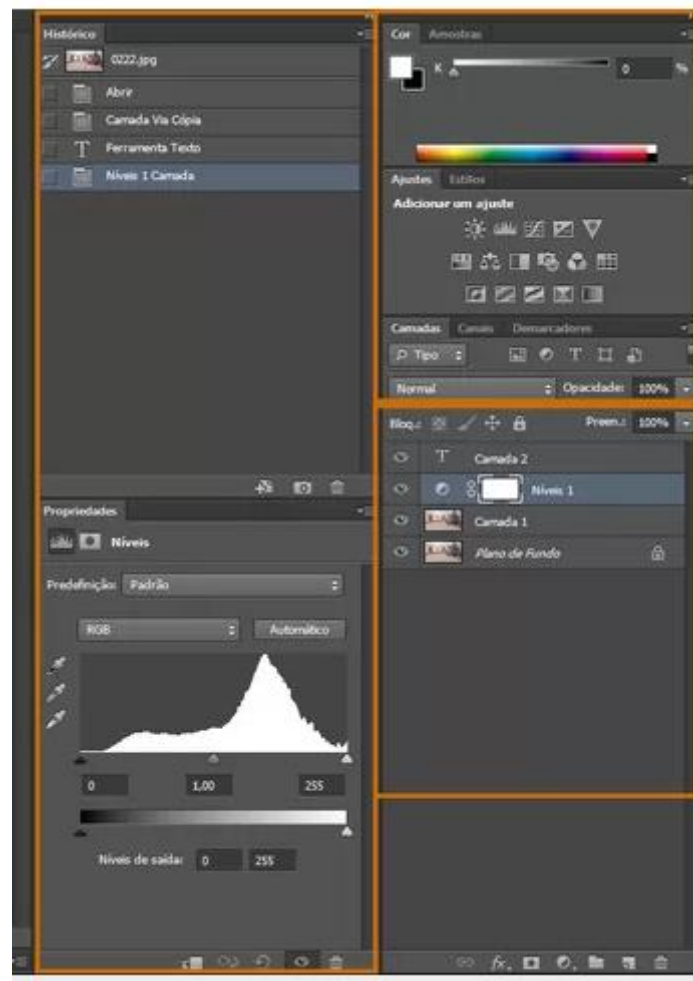 Histórico
0222.jpg
Abrir
Camada Via Cópia
T Ferramenta Texto
Níveis 1 Camada
Propriedades
Níveis
Predefinição: Padrão
RGB Automático
0 1,00 255
Níveis de saída: 0 255
Cor Amostras
K 0 %
Ajustes Estilos
Adicionar um ajuste
Camadas Canais Demarcadores
Tipo T
Normal Opacidade: 100%
Bloq.: Preen.: 100%
T Camada 2
Níveis 1
Camada 1
Plano de Fundo
fx.